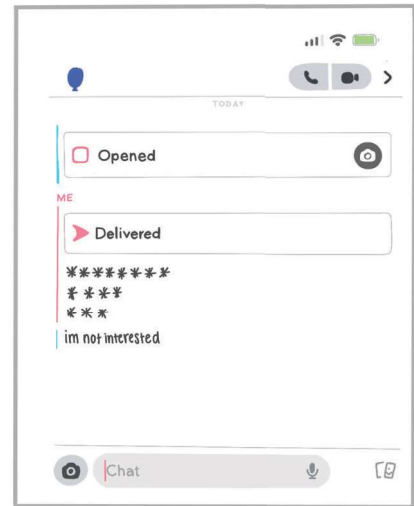 TODAY
Opened
ME
Delivered
********
****
***
im not interested
Chat